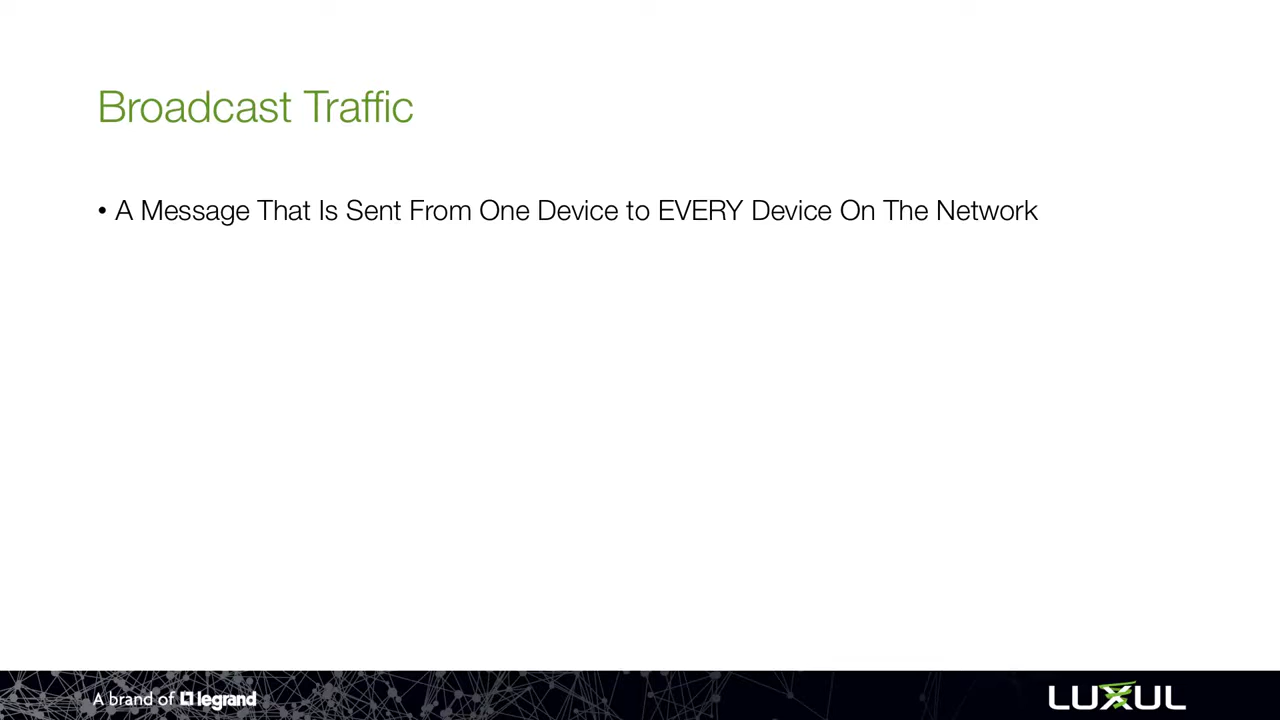 Broadcast Traffic
• A Message That Is Sent From One Device to EVERY Device On The Network
A brand of legrand
LUXUL